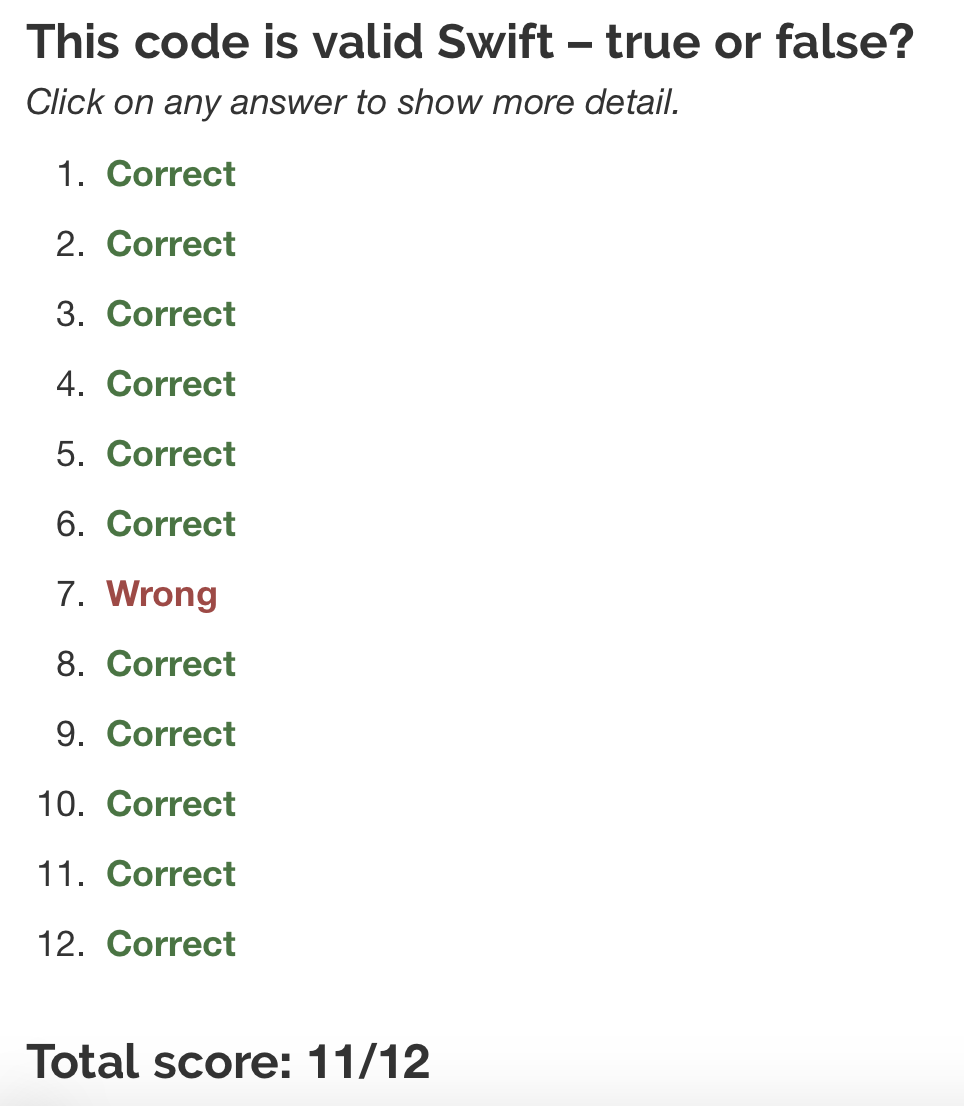 This code is valid Swift – true or false?
Click on any answer to show more detail.
1. Correct
2. Correct
3. Correct
4. Correct
5. Correct
6. Correct
7. Wrong
8. Correct
9. Correct
10. Correct
11. Correct
12. Correct
Total score: 11/12